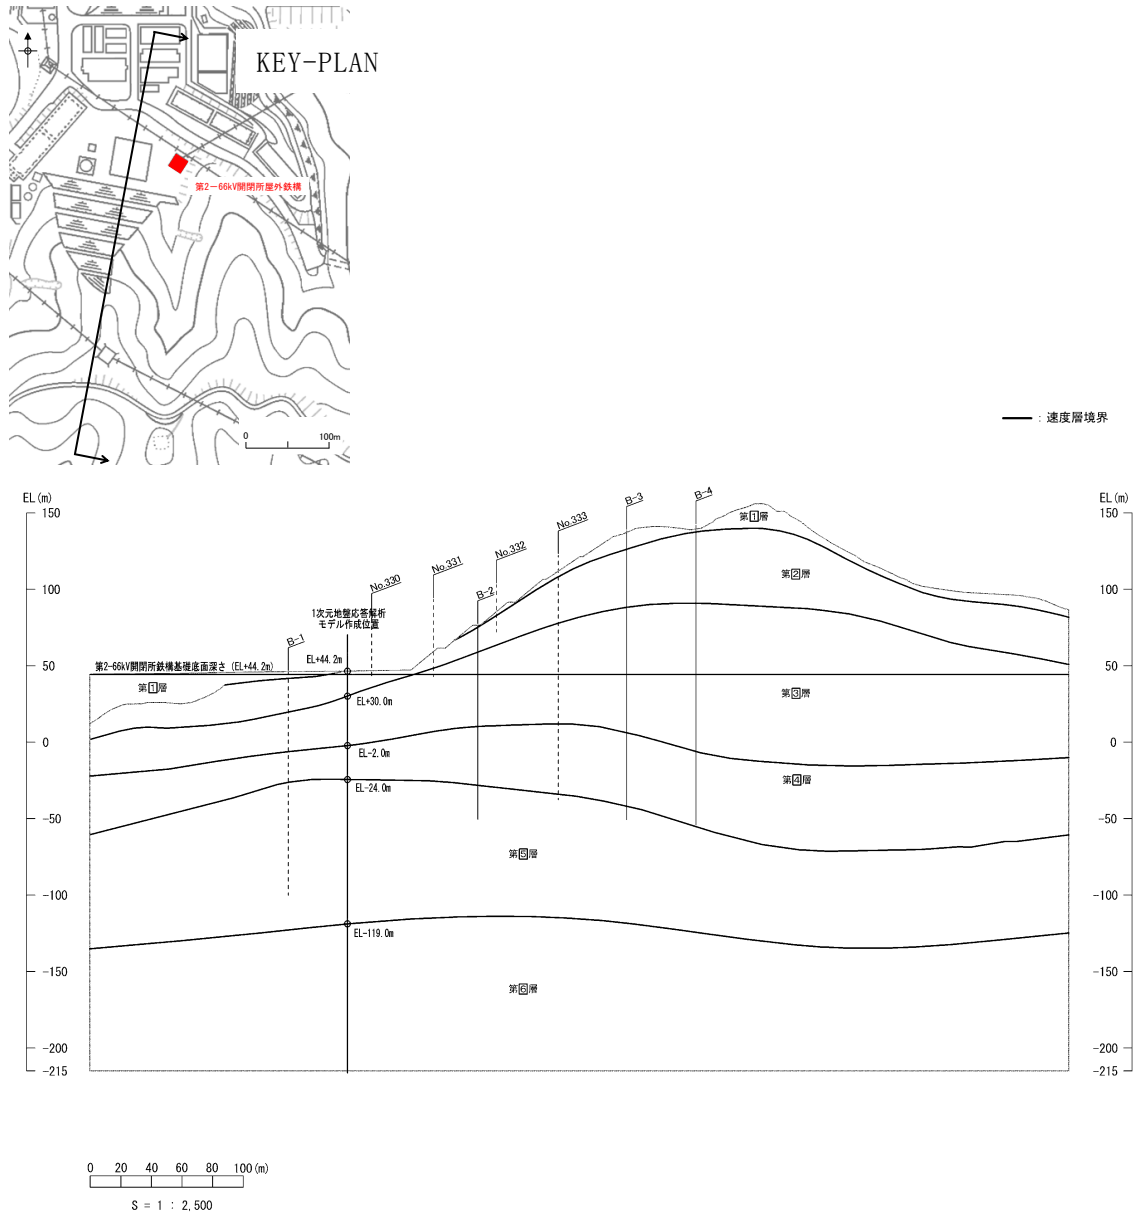 KEY-PLAN
第2－66kV開閉所屋外鉄構
0 100m
━━ : 速度層境界
EL(m)
EL(m)
150
100
50
0
-50
-100
-150
-200
-215
150
100
50
0
-50
-100
-150
-200
-215
B-1
No.330
No.331
B-2
No.332
No.333
B-3
B-4
1次元地盤応答解析
モデル作成位置
EL+44.2m
第2-66kV開閉所鉄構基礎底面深さ (EL+44.2m)
EL+30.0m
EL-2.0m
EL-24.0m
EL-119.0m
第1層
第1層
第2層
第3層
第4層
第5層
第6層
0 20 40 60 80 100(m)
S = 1 : 2,500